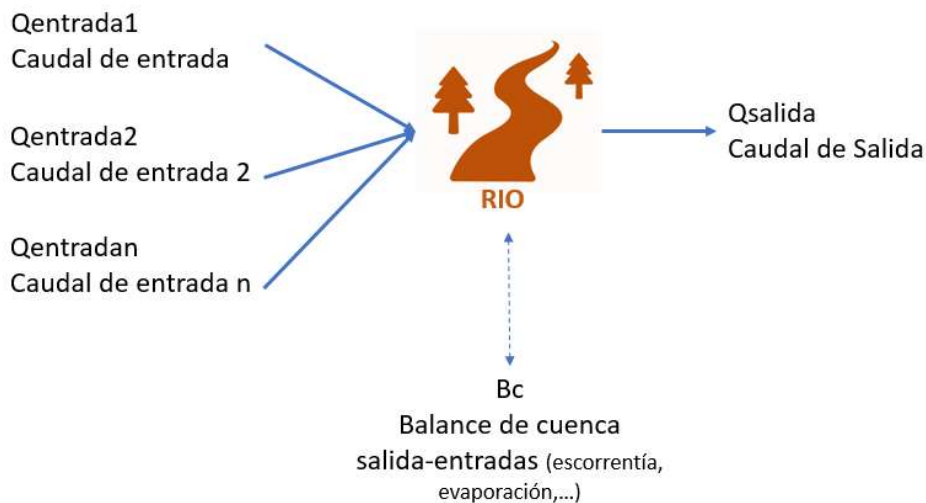 Qentrada1
Caudal de entrada
Qentrada2
Caudal de entrada 2
Qentradan
Caudal de entrada n
RIO
Qsalida
Caudal de Salida
Bc
Balance de cuenca
salida-entradas (escorrentía,
evaporación,...)